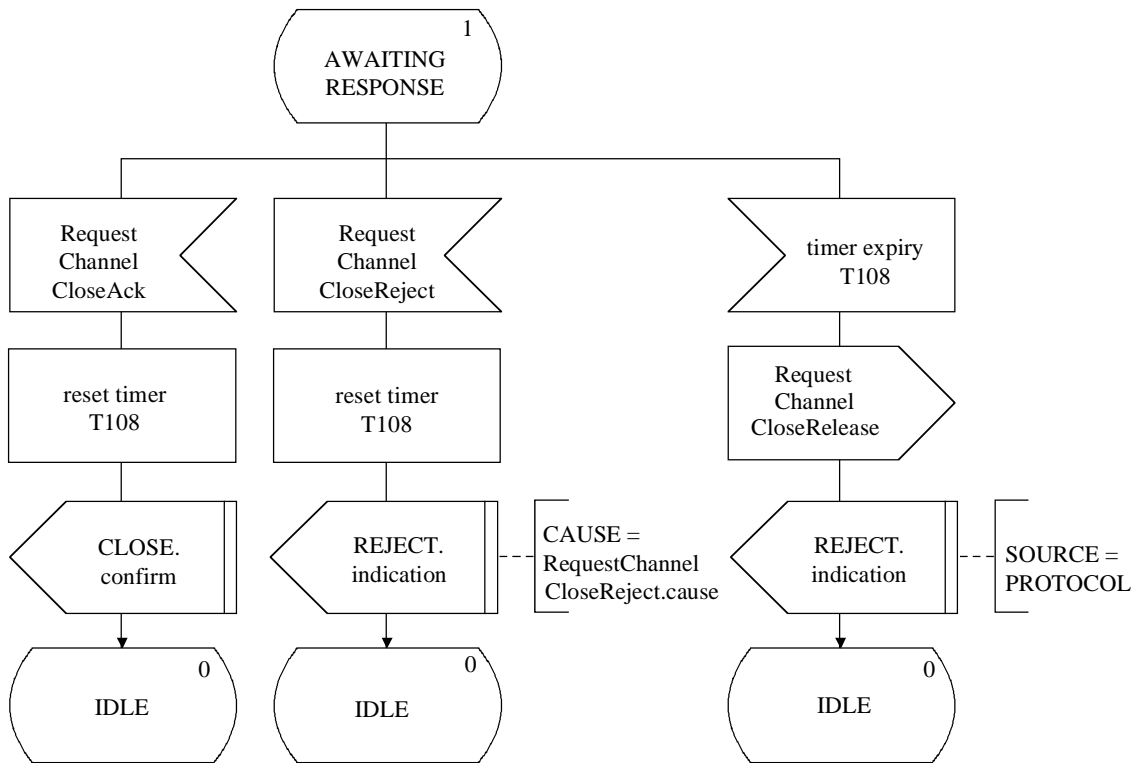 1
AWAITING
RESPONSE
Request
Channel
CloseAck
Request
Channel
CloseReject
timer expiry
T108
reset timer
T108
reset timer
T108
Request
Channel
CloseRelease
CLOSE.
confirm
REJECT.
indication
CAUSE =
RequestChannel
CloseReject.cause
REJECT.
indication
SOURCE =
PROTOCOL
0
IDLE
0
IDLE
0
IDLE